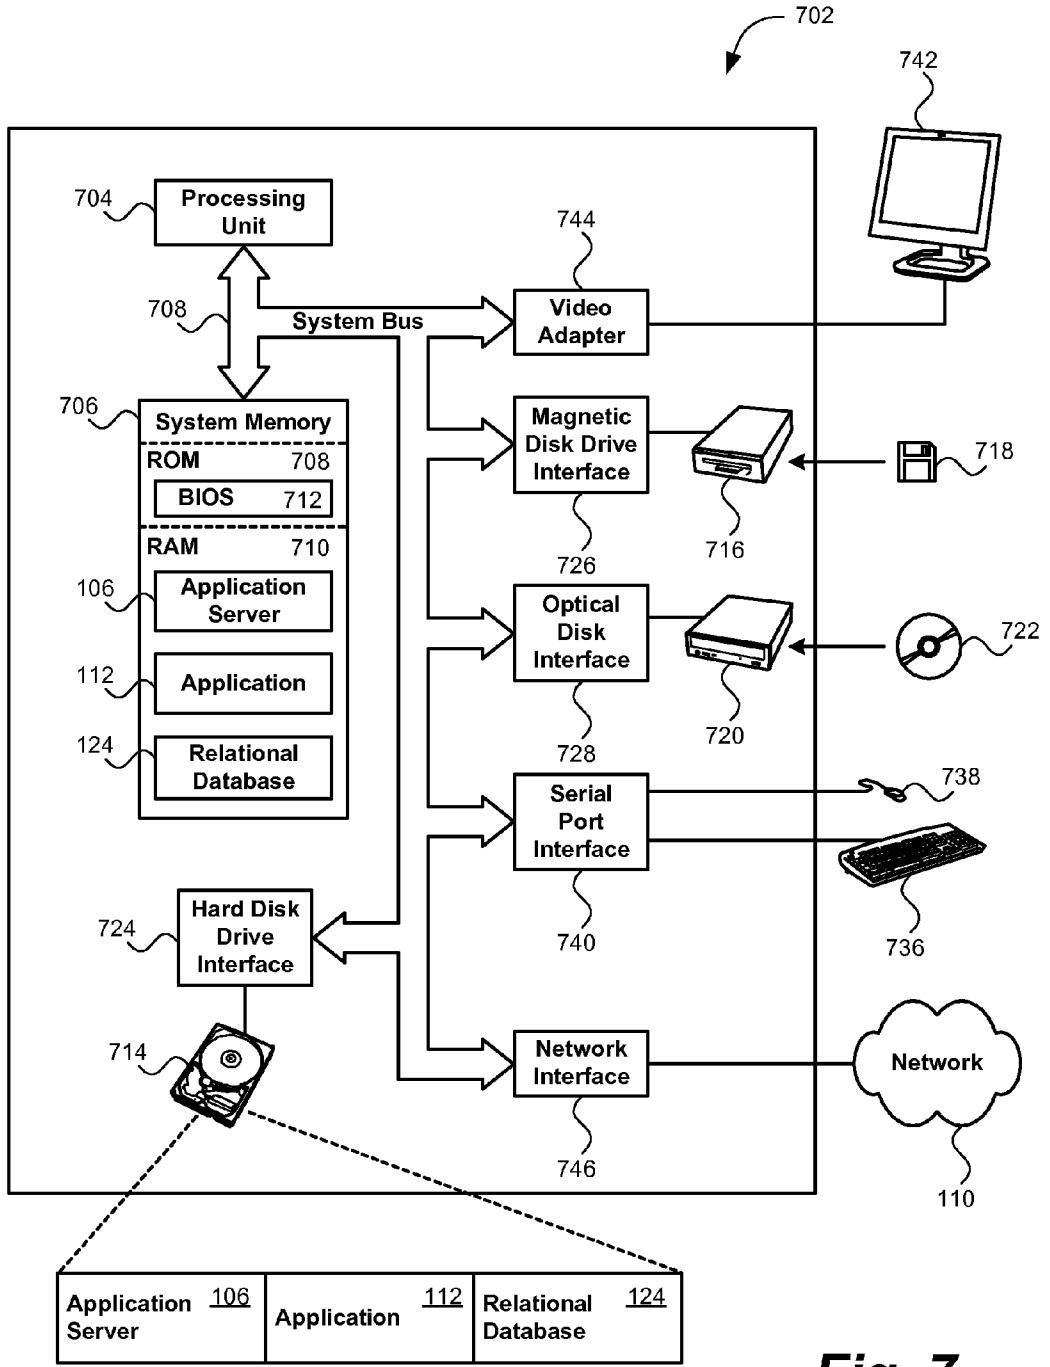 702
742
704
Processing
Unit
744
708
System Bus
Video
Adapter
706
System Memory
ROM 708
BIOS 712
RAM 710
106
Application
Server
112
Application
124
Relational
Database
Magnetic
Disk Drive
Interface
726
716
718
Optical
Disk
Interface
728
720
722
Serial
Port
Interface
740
738
736
724
Hard Disk
Drive
Interface
714
Network
Interface
746
Network
110
Application 106
Server
Application 112
Relational 124
Database
Fig. 7